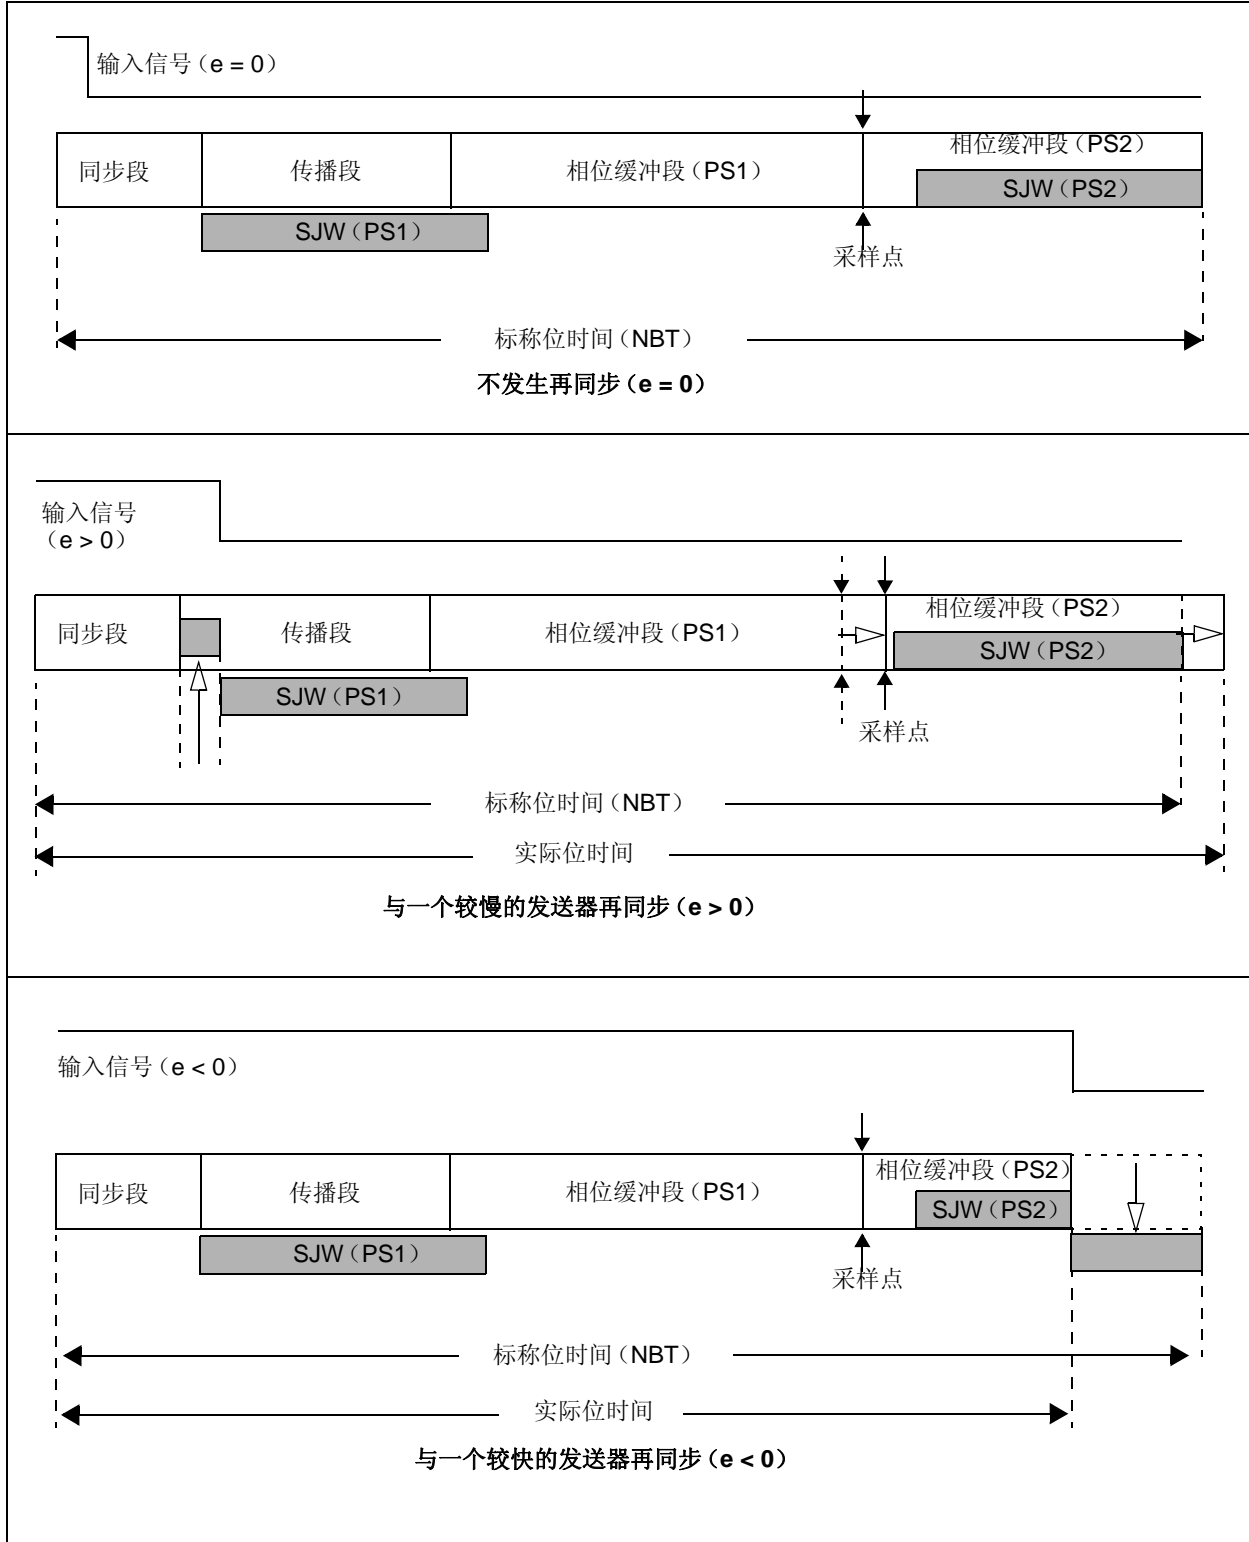 输入信号（e = 0）
相位缓冲段（PS2）
同步段
传播段
相位缓冲段（PS1）
SJW（PS2）
SJW（PS1）
采样点
标称位时间（NBT）
不发生再同步（e = 0）
输入信号
（e > 0）
相位缓冲段（PS2）
同步段
传播段
相位缓冲段（PS1）
SJW（PS2）
SJW（PS1）
采样点
标称位时间（NBT）
实际位时间
与一个较慢的发送器再同步（e > 0）
输入信号（e < 0）
相位缓冲段（PS2）
同步段
传播段
相位缓冲段（PS1）
SJW（PS2）
SJW（PS1）
采样点
标称位时间（NBT）
实际位时间
与一个较快的发送器再同步（e < 0）